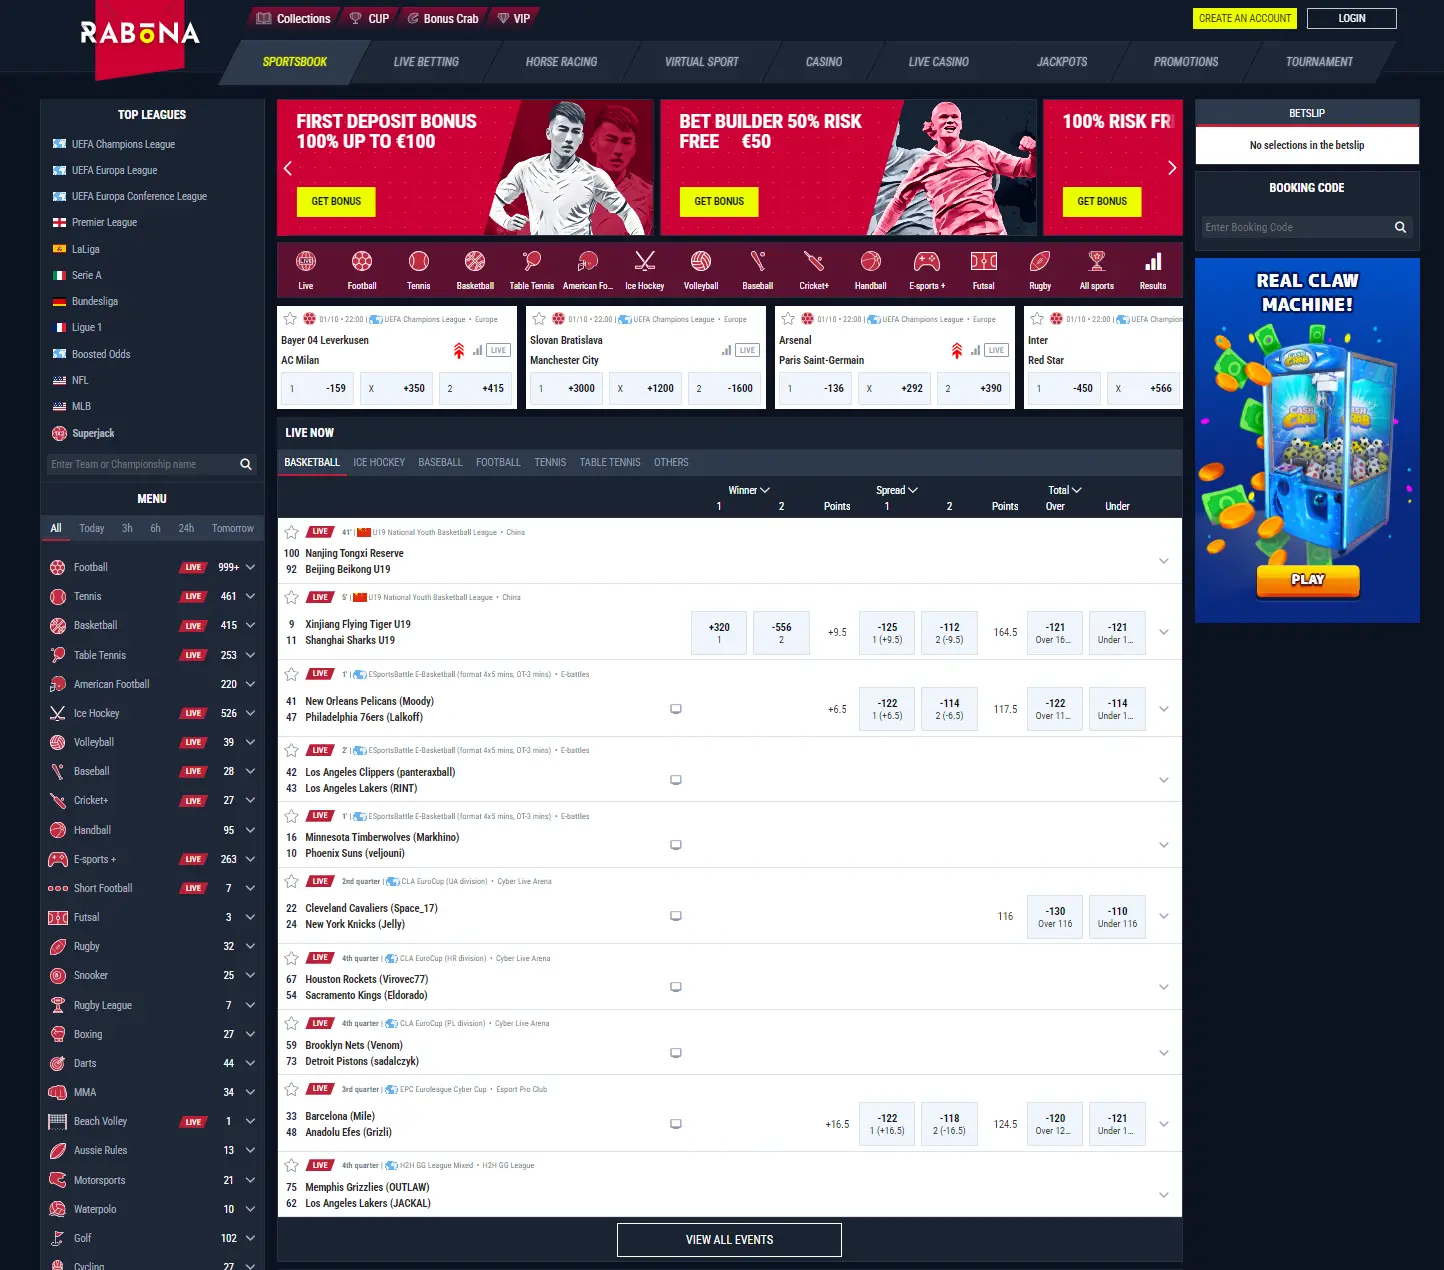 RABONA
Collections
CUP
Bonus Crab
VIP
CREATE AN ACCOUNT
LOGIN
SPORTSBOOK
LIVE BETTING
HORSE RACING
VIRTUAL SPORT
CASINO
LIVE CASINO
JACKPOTS
PROMOTIONS
TOURNAMENT
TOP LEAGUES
UEFA Champions League
UEFA Europa League
UEFA Europa Conference League
Premier League
LaLiga
Serie A
Bundesliga
Ligue 1
Boosted Odds
NFL
MLB
Superjack
Enter Team or Championship name
MENU
All Today 3h 6h 24h Tomorrow
Football LIVE 999+
Tennis LIVE 461
Basketball LIVE 415
Table Tennis LIVE 253
American Football 220
Ice Hockey LIVE 526
Volleyball LIVE 39
Baseball LIVE 28
Cricket+ LIVE 27
Handball 95
E-sports + LIVE 263
Short Football LIVE 7
Futsal 3
Rugby 32
Snooker 25
Rugby League 7
Boxing 27
Darts 44
MMA 34
Beach Volley LIVE 1
Aussie Rules 13
Motorsports 21
Waterpolo 10
Golf 102
Cycling 27
FIRST DEPOSIT BONUS
100% UP TO €100
GET BONUS
BET BUILDER 50% RISK
FREE €50
GET BONUS
100% RISK FR
GET BONUS
Live
Football
Tennis
Basketball
Table Tennis
American Fo...
Ice Hockey
Volleyball
Baseball
Cricket+
Handball
E-sports +
Futsal
Rugby
All sports
Results
01/10 • 22:00 | UEFA Champions League • Europe
Bayer 04 Leverkusen
AC Milan
LIVE
1 -159 X +350 2 +415
01/10 • 22:00 | UEFA Champions League • Europe
Slovan Bratislava
Manchester City
LIVE
1 +3000 X +1200 2 -1600
01/10 • 22:00 | UEFA Champions League • Europe
Arsenal
Paris Saint-Germain
LIVE
1 -136 X +292 2 +390
01/10 • 22:00 | UEFA Champions
Inter
Red Star
1 -450 X +566
LIVE NOW
BASKETBALL ICE HOCKEY BASEBALL FOOTBALL TENNIS TABLE TENNIS OTHERS
Winner Spread Total
1 2 Points 1 2 Points Over Under
LIVE 41' | U19 National Youth Basketball League • China
100 Nanjing Tongxi Reserve
92 Beijing Beikong U19
LIVE 5' | U19 National Youth Basketball League • China
9 Xinjiang Flying Tiger U19
11 Shanghai Sharks U19
+320 -556 +9.5 -125 -112 164.5 -121 -121
1 2 1 (+9.5) 2 (-9.5) Over 16... Under 1...
LIVE 1' | ESportsBattle E-Basketball (format 4x5 mins, OT-3 mins) • E-battles
41 New Orleans Pelicans (Moody)
47 Philadelphia 76ers (Lalkoff)
+6.5 -122 -114 117.5 -122 -114
1 (+6.5) 2 (-6.5) Over 11... Under 1...
LIVE 2' | ESportsBattle E-Basketball (format 4x5 mins, OT-3 mins) • E-battles
42 Los Angeles Clippers (panteraxball)
43 Los Angeles Lakers (RINT)
LIVE 1' | ESportsBattle E-Basketball (format 4x5 mins, OT-3 mins) • E-battles
16 Minnesota Timberwolves (Markhino)
10 Phoenix Suns (veljouni)
LIVE 2nd quarter | CLA EuroCup (UA division) • Cyber Live Arena
22 Cleveland Cavaliers (Space_17)
24 New York Knicks (Jelly)
116 -130 -110
Over 116 Under 116
LIVE 4th quarter | CLA EuroCup (HR division) • Cyber Live Arena
67 Houston Rockets (Virovec77)
54 Sacramento Kings (Eldorado)
LIVE 4th quarter | CLA EuroCup (PL division) • Cyber Live Arena
59 Brooklyn Nets (Venom)
73 Detroit Pistons (sadalczyk)
LIVE 3rd quarter | EPC Euroleague Cyber Cup • Esport Pro Club
33 Barcelona (Mile)
48 Anadolu Efes (Grizli)
+16.5 -122 -118 124.5 -120 -121
1 (+16.5) 2 (-16.5) Over 12... Under 1...
LIVE 4th quarter | H2H GG League Mixed • H2H GG League
75 Memphis Grizzlies (OUTLAW)
62 Los Angeles Lakers (JACKAL)
VIEW ALL EVENTS
BETSLIP
No selections in the betslip
BOOKING CODE
Enter Booking Code
REAL CLAW
MACHINE!
CASH CRAB
CASH CRAB
PLAY